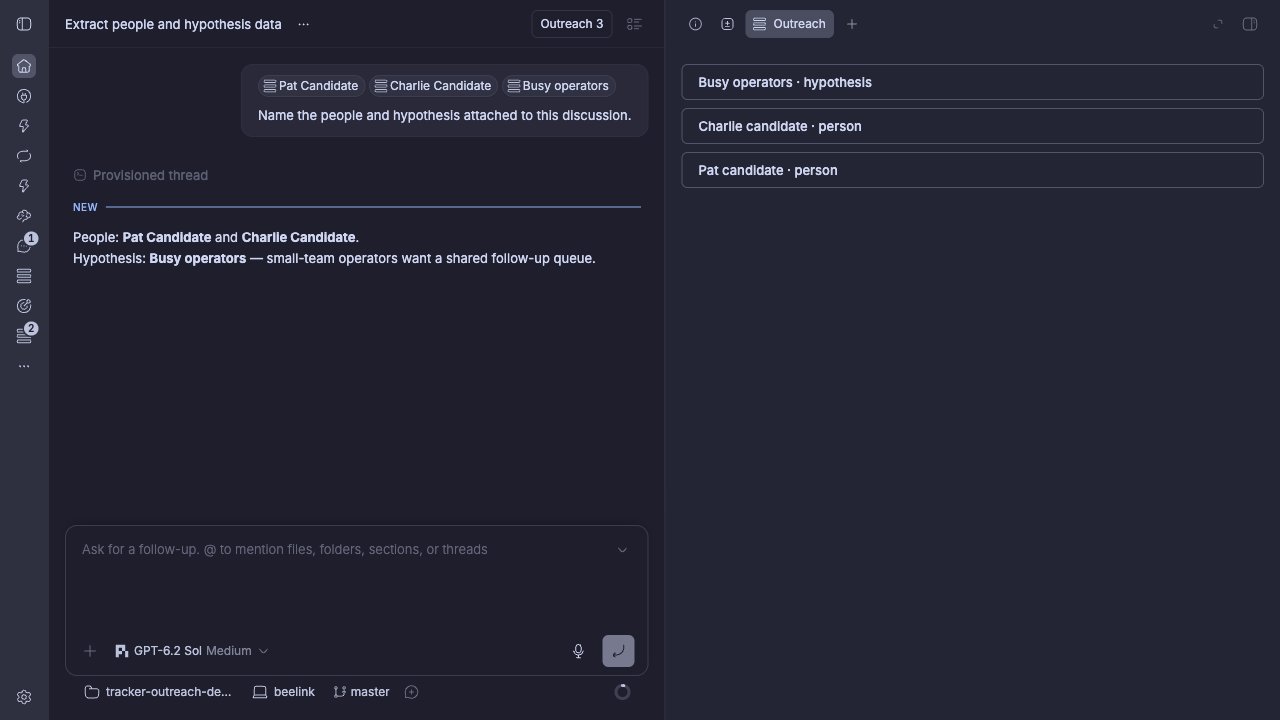 Extract people and hypothesis data ...
Outreach 3
Pat Candidate Charlie Candidate Busy operators
Name the people and hypothesis attached to this discussion.
Provisioned thread
NEW
People: Pat Candidate and Charlie Candidate.
Hypothesis: Busy operators — small-team operators want a shared follow-up queue.
1
2
Ask for a follow-up. @ to mention files, folders, sections, or threads
GPT-6.2 Sol Medium
tracker-outreach-de... beelink master
Outreach
Busy operators · hypothesis
Charlie candidate · person
Pat candidate · person